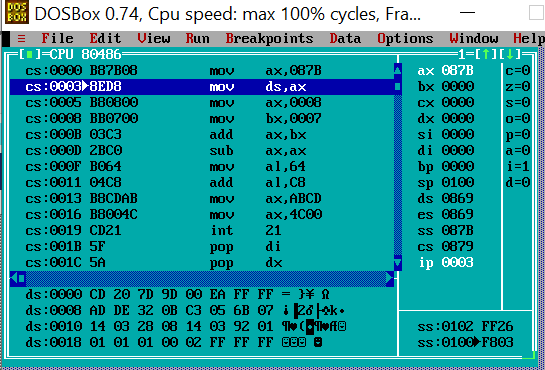 DOS BOX DOSBox 0.74, Cpu speed: max 100% cycles, Fra...
≡ File Edit View Run Breakpoints Data Options Window Help
[■]=CPU 80486 1=[↑][↓]
cs:0000 B87B08 mov ax,087B ax 087B c=0
cs:0003►8ED8 mov ds,ax bx 0000 z=0
cs:0005 B80800 mov ax,0008 cx 0000 s=0
cs:0008 BB0700 mov bx,0007 dx 0000 o=0
cs:000B 03C3 add ax,bx si 0000 p=0
cs:000D 2BC0 sub ax,ax di 0000 a=0
cs:000F B064 mov al,64 bp 0000 i=1
cs:0011 04C8 add al,C8 sp 0100 d=0
cs:0013 B8CDAB mov ax,ABCD ds 0869
cs:0016 B8004C mov ax,4C00 es 0869
cs:0019 CD21 int 21 ss 087B
cs:001B 5F pop di cs 0879
cs:001C 5A pop dx ip 0003
ds:0000 CD 20 7D 9D 00 EA FF FF = }¥ Ω
ds:0008 AD DE 32 0B C3 05 6B 07 ¡▐2♂├♣k•
ds:0010 14 03 28 08 14 03 92 01 ¶♥(◘¶♥Æ☺ ss:0102 FF26
ds:0018 01 01 01 00 02 FF FF FF ☺☺☺ ☻ ss:0100►F803